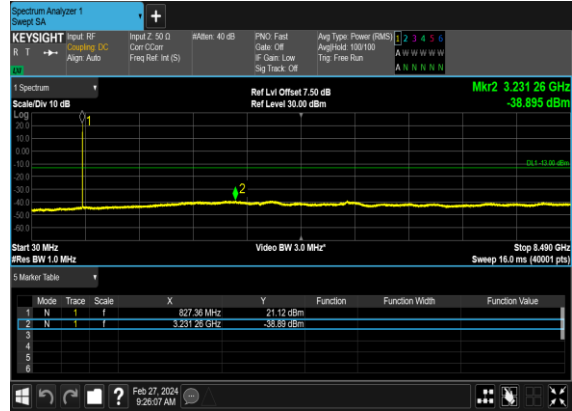 Spectrum Analyzer 1
Swept SA
KEYSIGHT Input: RF Input Z: 50 Ω #Atten: 40 dB PNO: Fast Avg Type: Power (RMS) 1 2 3 4 5 6
R T Coupling: DC Corr CCorr Gate: Off Avg|Hold: 100/100 A W W W W W
Align: Auto Freq Ref: Int (S) IF Gain: Low Trig: Free Run
LW Sig Track: Off A N N N N N
1 Spectrum Ref Lvl Offset 7.50 dB Mkr2 3.231 26 GHz
Scale/Div 10 dB Ref Level 30.00 dBm -38.895 dBm
Log
20.0 1
10.0
0.00
-10.0 DL1 -13.00 dBm
-20.0
-30.0 2
-40.0
-50.0
-60.0
Start 30 MHz Video BW 3.0 MHz* Stop 8.490 GHz
#Res BW 1.0 MHz Sweep 16.0 ms (40001 pts)
5 Marker Table
Mode Trace Scale X Y Function Function Width Function Value
1 N 1 f 827.36 MHz 21.12 dBm
2 N 1 f 3.231 26 GHz -38.89 dBm
3
4
5
6
? Feb 27, 2024
9:26:07 AM